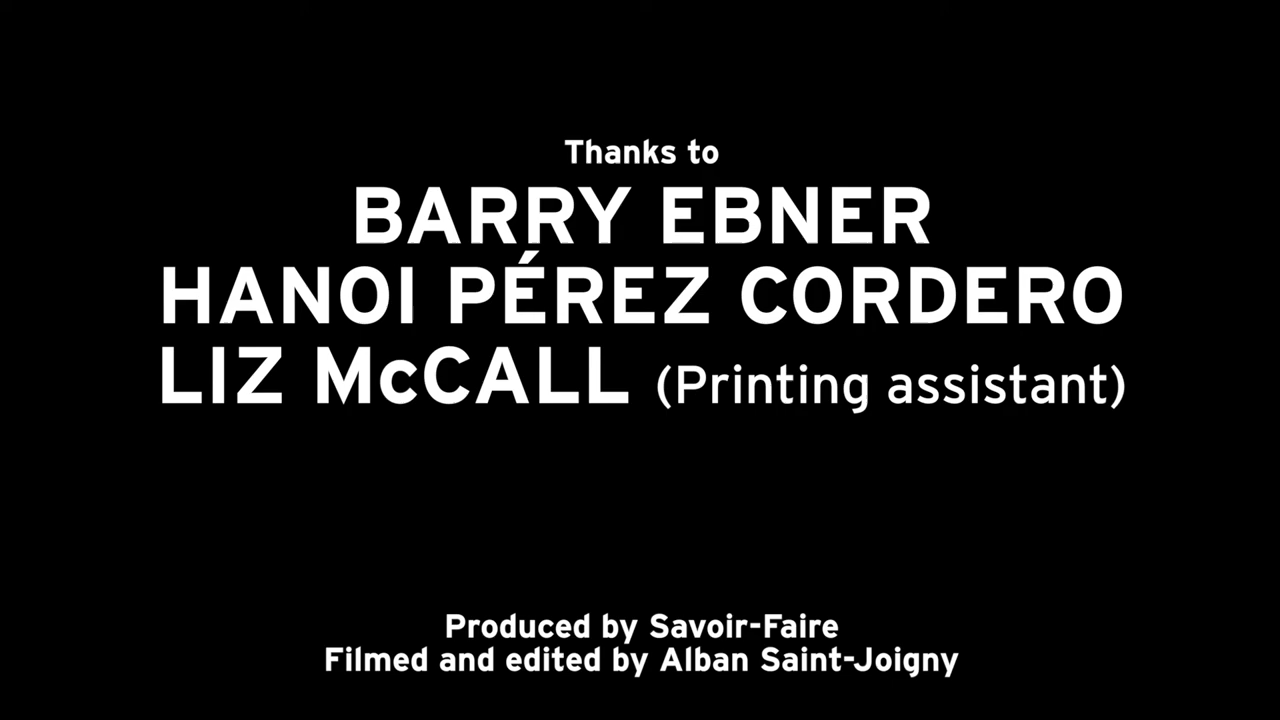 Thanks to
BARRY EBNER
HANOI PÉREZ CORDERO
LIZ McCALL (Printing assistant)
Produced by Savoir-Faire
Filmed and edited by Alban Saint-Joigny